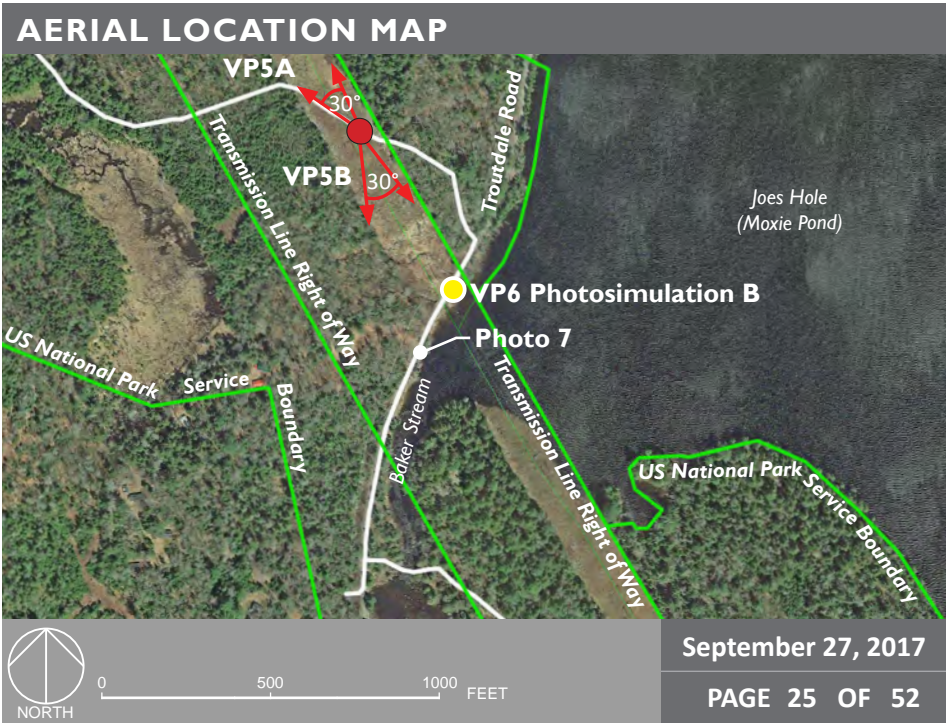 AERIAL LOCATION MAP
VP5A
30°
VP5B
30°
Troutdale Road
Transmission Line Right of Way
Joes Hole
(Moxie Pond)
VP6 Photosimulation B
Photo 7
US National Park Service Boundary
Baker Stream
Transmission Line Right of Way
US National Park Service Boundary
NORTH
0 500 1000 FEET
September 27, 2017
PAGE 25 OF 52